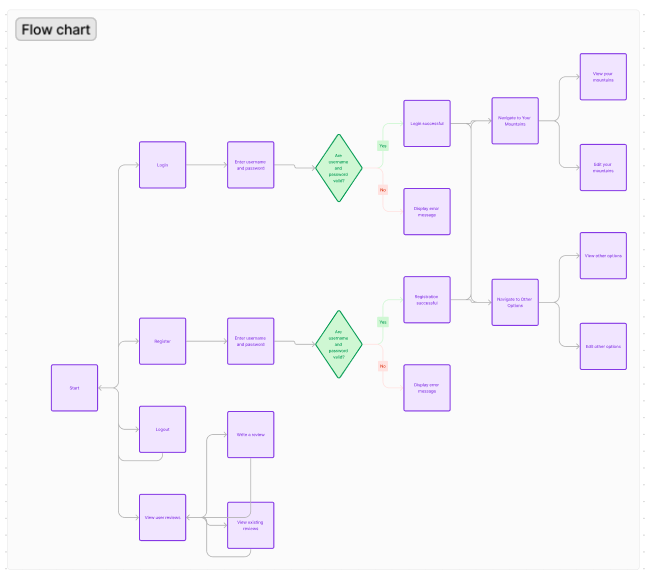 Flow chart
View your
mountains
Login successful
Navigate to Your
Mountains
Login
Enter username
and password
Are
username
and
password
valid?
Yes
No
Edit your
mountains
Display error
message
View other options
Registration
successful
Navigate to Other
Options
Register
Enter username
and password
Are
username
and
password
valid?
Yes
No
Edit other options
Start
Display error
message
Logout
Write a review
View user reviews
View existing
reviews